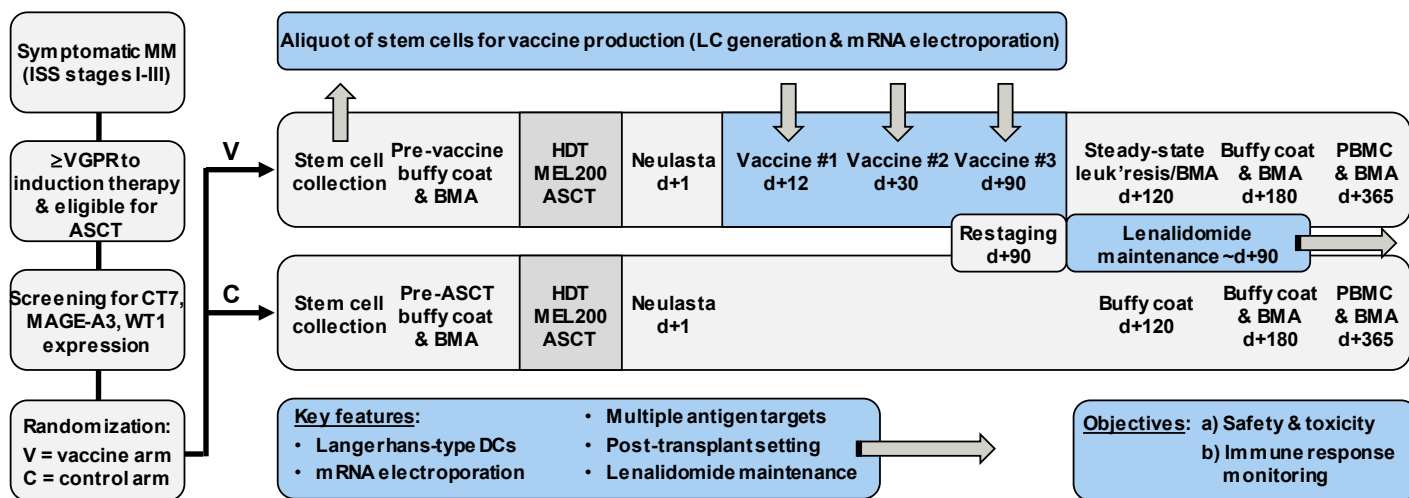 Symptomatic MM
(ISS stages I-III)
≥VGPR to
induction therapy
& eligible for
ASCT
Screening for CT7,
MAGE-A3, WT1
expression
Randomization:
V = vaccine arm
C = control arm
V
C
Aliquot of stem cells for vaccine production (LC generation & mRNA electroporation)
Stem cell
collection
Pre-vaccine
buffy coat
& BMA
HDT
MEL200
ASCT
Neulasta
d+1
Vaccine #1
d+12
Vaccine #2
d+30
Vaccine #3
d+90
Steady-state
leuk’resis/BMA
d+120
Buffy coat
& BMA
d+180
PBMC
& BMA
d+365
Restaging
d+90
Lenalidomide
maintenance ~d+90
Stem cell
collection
Pre-ASCT
buffy coat
& BMA
HDT
MEL200
ASCT
Neulasta
d+1
Buffy coat
d+120
Buffy coat
& BMA
d+180
PBMC
& BMA
d+365
Key features:
• Langerhans-type DCs
• mRNA electroporation
• Multiple antigen targets
• Post-transplant setting
• Lenalidomide maintenance
Objectives: a) Safety & toxicity
b) Immune response
monitoring